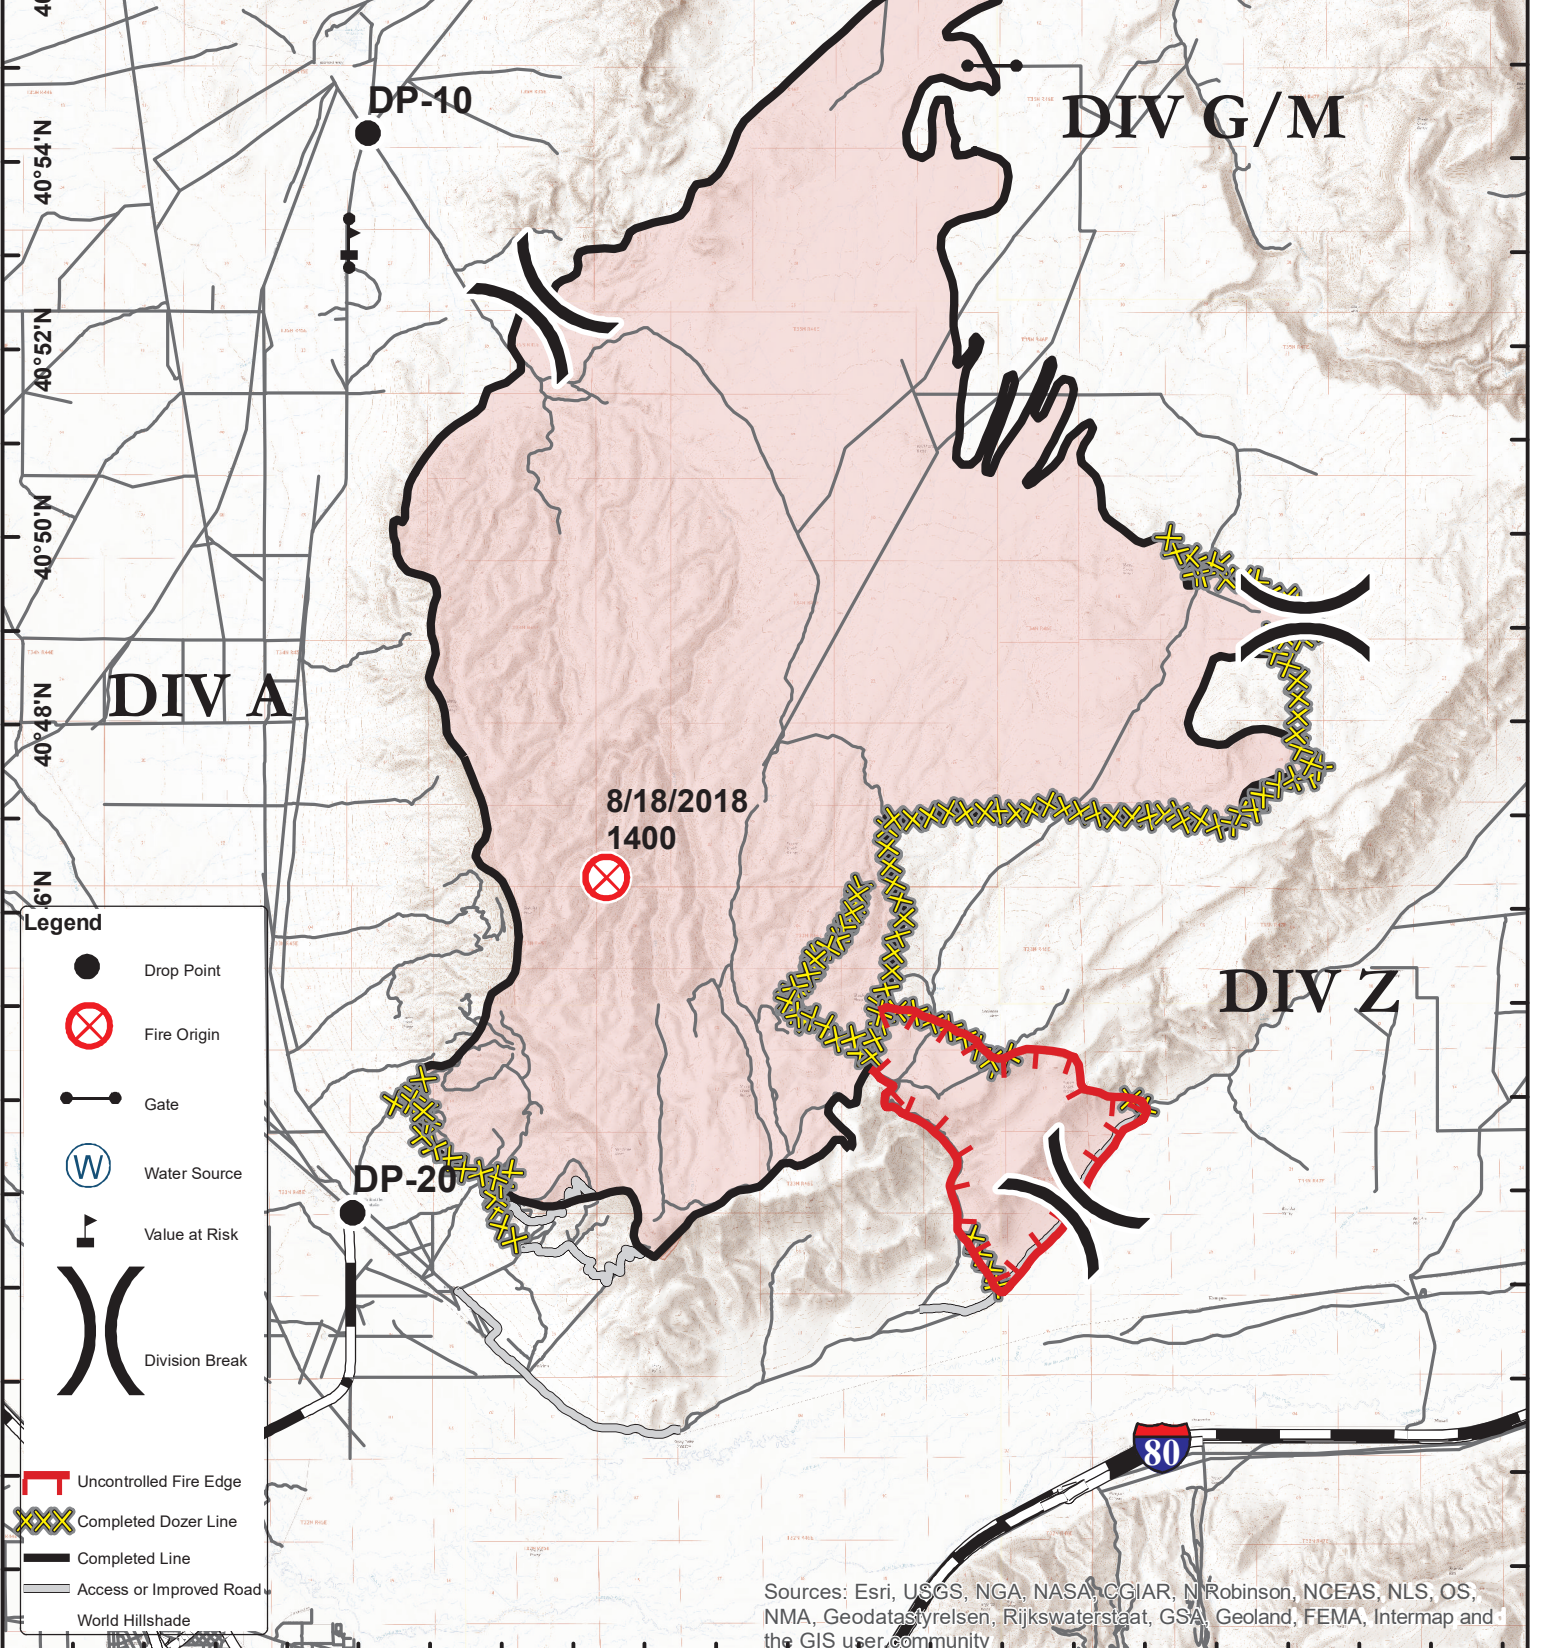 DP-10
DIV G/M
40°54'N
40°52'N
40°50'N
DIV A
40°48'N
8/18/2018
1400
6'N
DIV Z
DP-20
80
Legend
Drop Point
Fire Origin
Gate
W
Water Source
Value at Risk
Division Break
Uncontrolled Fire Edge
Completed Dozer Line
Completed Line
Access or Improved Road
World Hillshade
Sources: Esri, USGS, NGA, NASA, CGIAR, N Robinson, NCEAS, NLS, OS,
NMA, Geodatastyrelsen, Rijkswaterstaat, GSA, Geoland, FEMA, Intermap and
the GIS user community